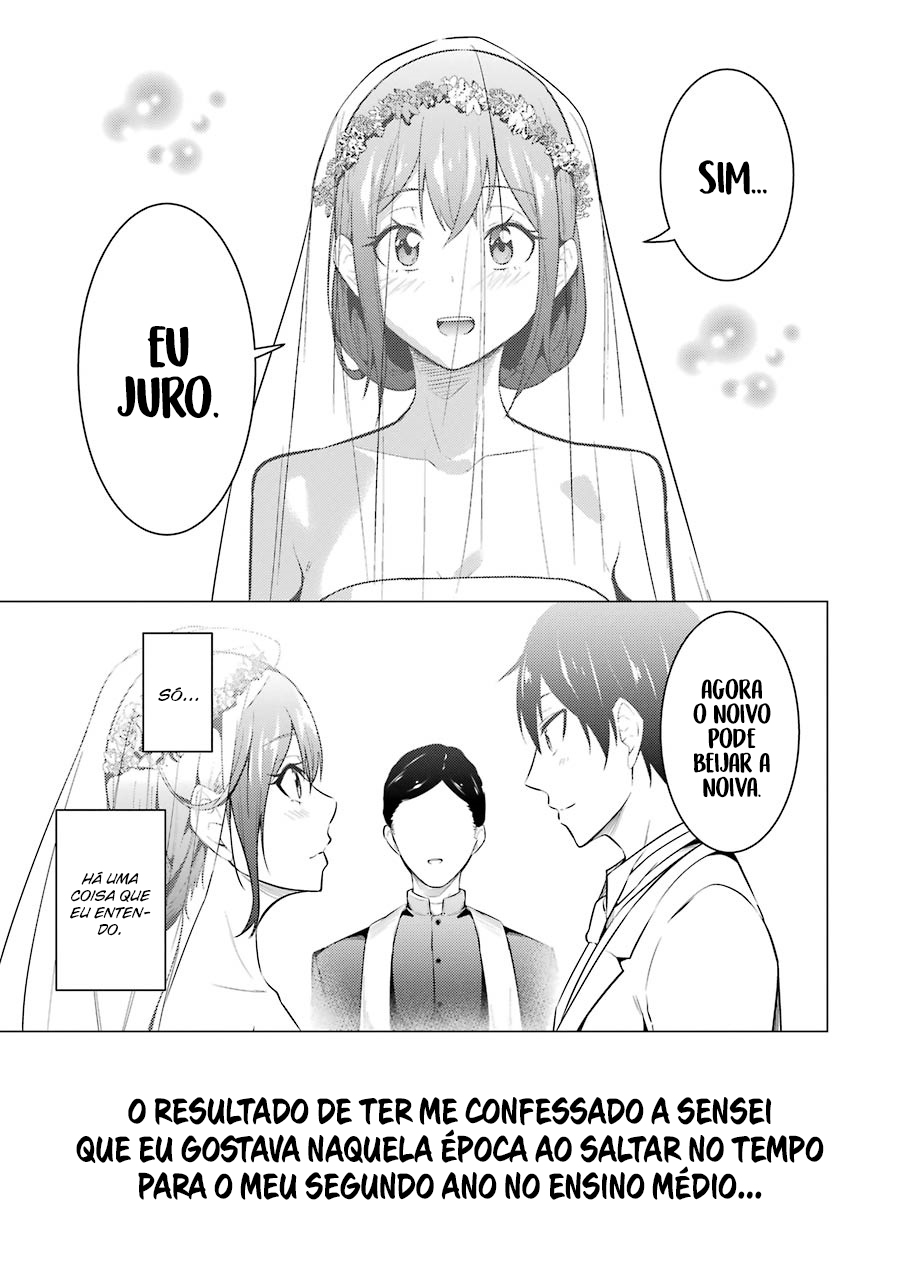 SIM...
EU
JURO.
AGORA
O NOIVO
PODE
BEIJAR A
NOIVA.
SÓ...
HÁ UMA
COISA QUE
EU ENTEN-
DO.
O RESULTADO DE TER ME CONFESSADO A SENSEI
QUE EU GOSTAVA NAQUELA ÉPOCA AO SALTAR NO TEMPO
PARA O MEU SEGUNDO ANO NO ENSINO MÉDIO...